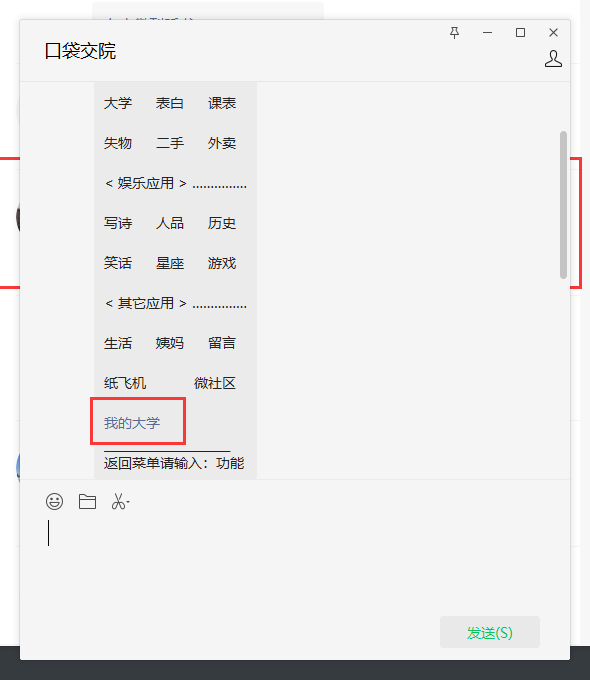 口袋交院
大学 表白 课表
失物 二手 外卖
< 娱乐应用 > ...............
写诗 人品 历史
笑话 星座 游戏
< 其它应用 > ...............
生活 姨妈 留言
纸飞机 微社区
我的大学
返回菜单请输入：功能
发送(S)